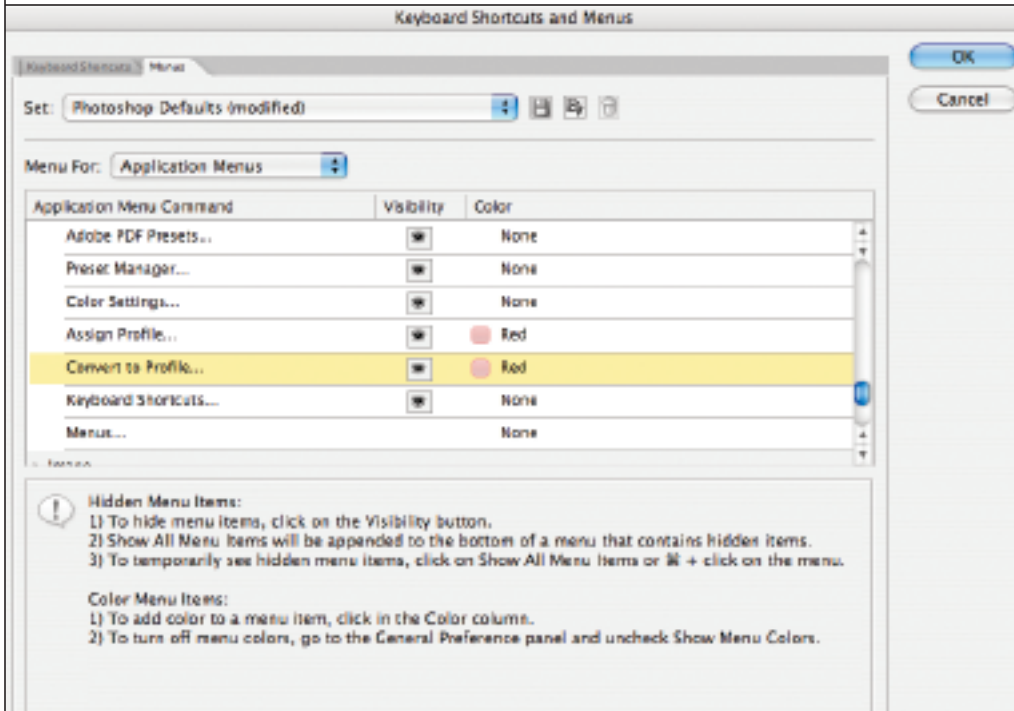 Keyboard Shortcuts and Menus
Keyboard Shortcuts Menus
OK
Set: Photoshop Defaults (modified)
Cancel
Menu For: Application Menus
Application Menu Command Visibility Color
Adobe PDF Presets... None
Preset Manager... None
Color Settings... None
Assign Profile... Red
Convert to Profile... Red
Keyboard Shortcuts... None
Menus... None
Image
Hidden Menu Items:
1) To hide menu items, click on the Visibility button.
2) Show All Menu Items will be appended to the bottom of a menu that contains hidden items.
3) To temporarily see hidden menu items, click on Show All Menu Items or ⌘ + click on the menu.
Color Menu Items:
1) To add color to a menu item, click in the Color column.
2) To turn off menu colors, go to the General Preference panel and uncheck Show Menu Colors.